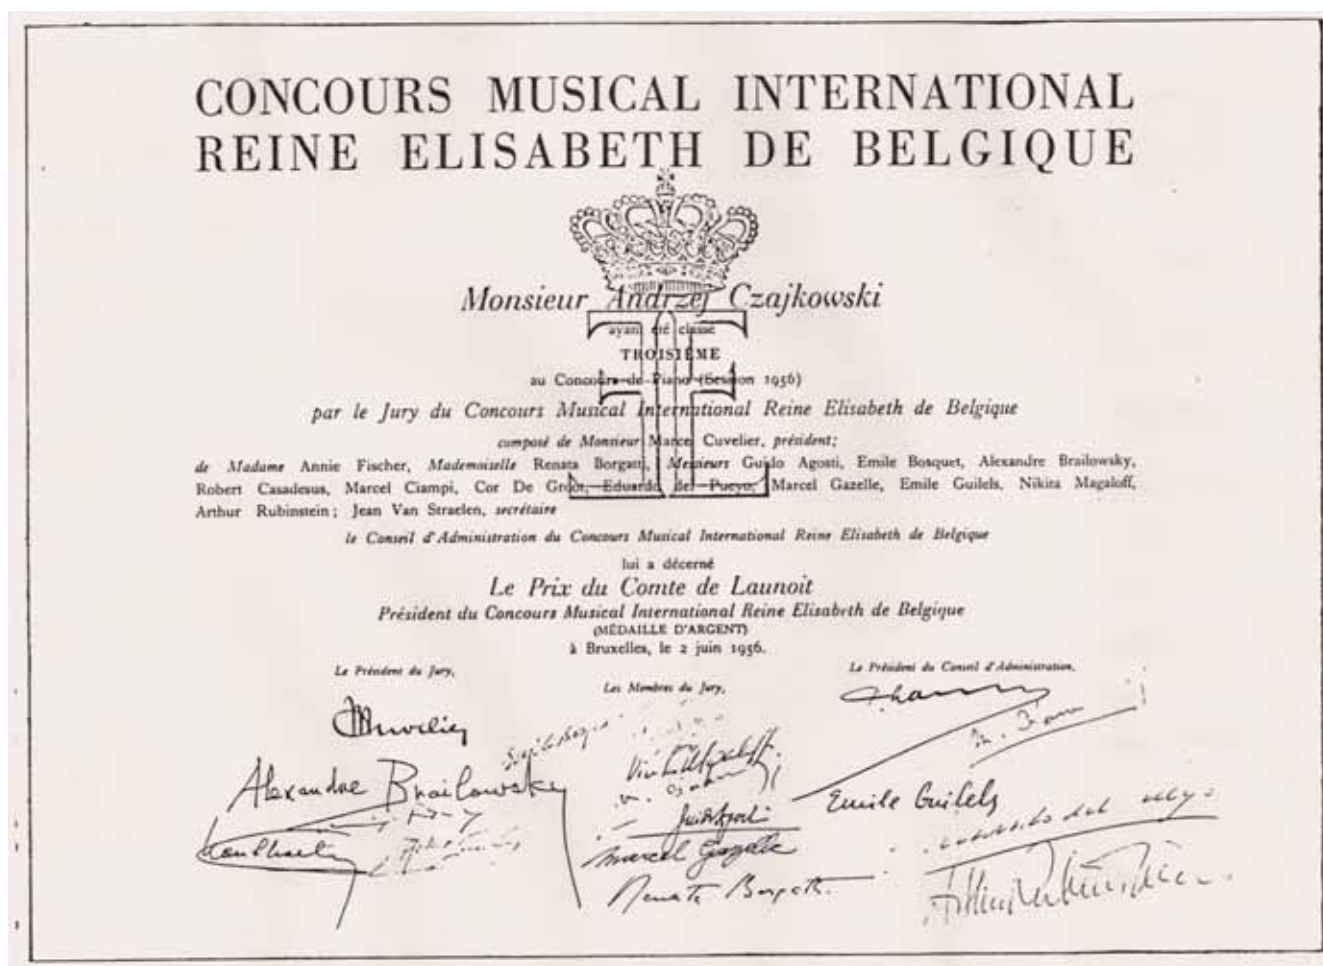 CONCOURS MUSICAL INTERNATIONAL
REINE ELISABETH DE BELGIQUE
Monsieur Andrzej Czajkowski
ayant été classé
TROISIÈME
au Concours de Piano (Session 1956)
par le Jury du Concours Musical International Reine Elisabeth de Belgique
composé de Monsieur Marcel Cuvelier, président;
de Madame Annie Fischer, Mademoiselle Renata Borgatti, Messieurs Guido Agosti, Emile Bosquet, Alexandre Brailowsky,
Robert Casadesus, Marcel Ciampi, Cor De Groot, Eduardo del Pueyo, Marcel Gazelle, Emile Guilels, Nikita Magaloff,
Arthur Rubinstein; Jean Van Straelen, secrétaire
le Conseil d'Administration du Concours Musical International Reine Elisabeth de Belgique
lui a décerné
Le Prix du Comte de Launoit
Président du Concours Musical International Reine Elisabeth de Belgique
(MÉDAILLE D'ARGENT)
à Bruxelles, le 2 juin 1956.
Le Président du Jury,
Les Membres du Jury,
Le Président du Conseil d'Administration,
Alexandre Brailowsky
Emile Guilels
Marcel Gazelle